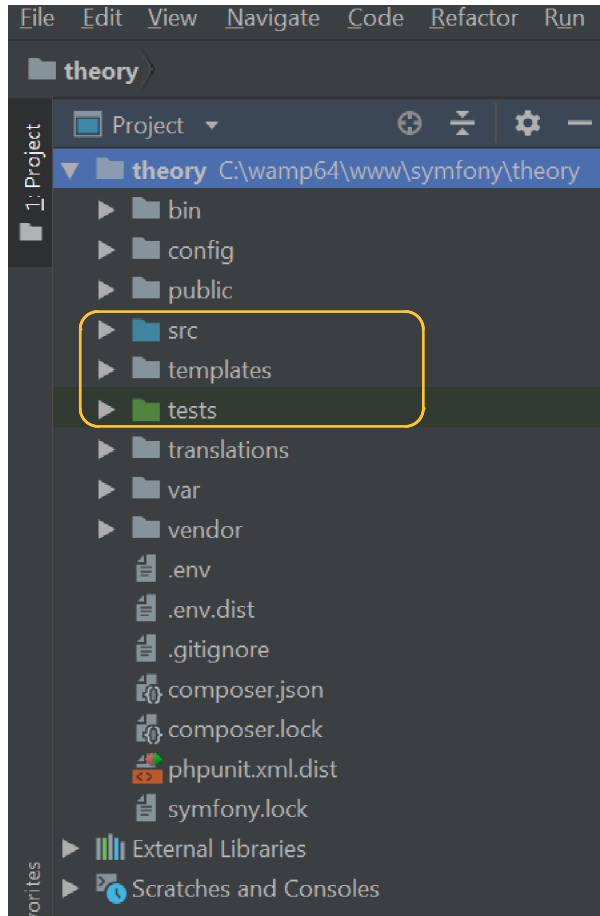 File Edit View Navigate Code Refactor Run
theory
Project
1: Project
theory C:\wamp64\www\symfony\theory
bin
config
public
src
templates
tests
translations
var
vendor
.env
.env.dist
.gitignore
composer.json
composer.lock
phpunit.xml.dist
symfony.lock
External Libraries
Scratches and Consoles